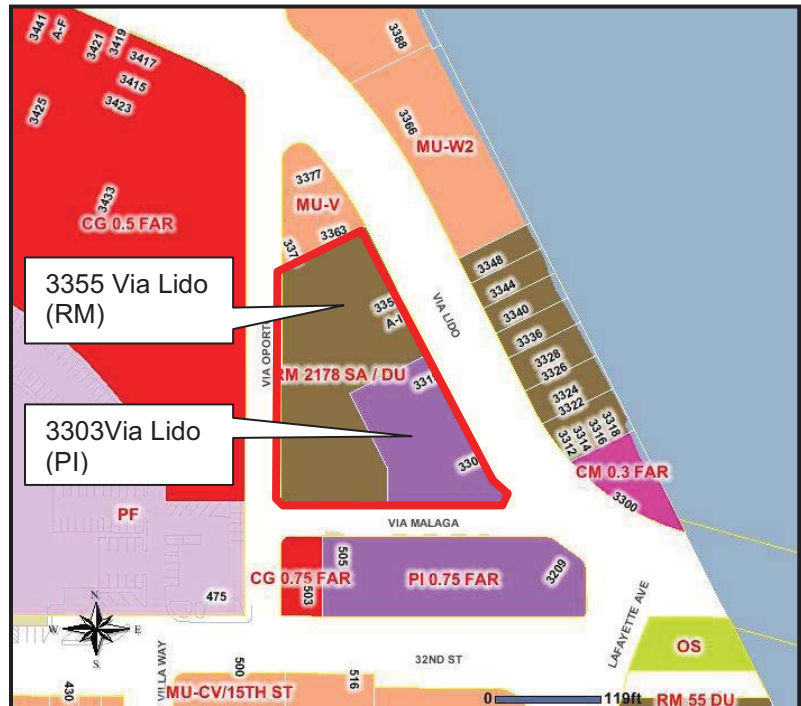 3441
A-F
3421
3419
3417
3415
3423
3425
3433
CG 0.5 FAR
3388
3366
MU-W2
3377
MU-V
3363
3355 Via Lido
(RM)
A-I
VIA LIDO
3348
3344
3340
3336
3328
3326
3324
3322
3318
3316
3314
3312
RM 2178 SA / DU
3303Via Lido
(PI)
CM 0.3 FAR
3300
PF
VIA MALAGA
475
CG 0.75 FAR
505
503
PI 0.75 FAR
3209
N
W
E
S
VILLA WAY
32ND ST
LAFAYETTE AVE
OS
500
516
430
MU-CV/15TH ST
0
119ft
RM 55 DU